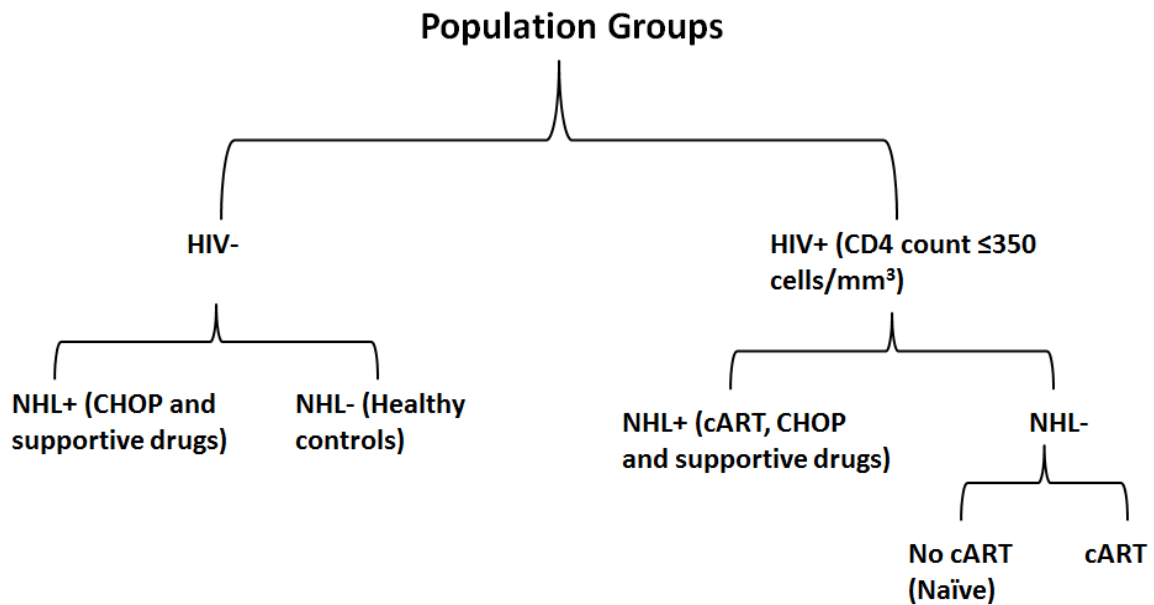 Population Groups
HIV-
HIV+ (CD4 count ≤350
cells/mm³)
NHL+ (CHOP and
supportive drugs)
NHL- (Healthy
controls)
NHL+ (cART, CHOP
and supportive drugs)
NHL-
No cART
(Naïve)
cART